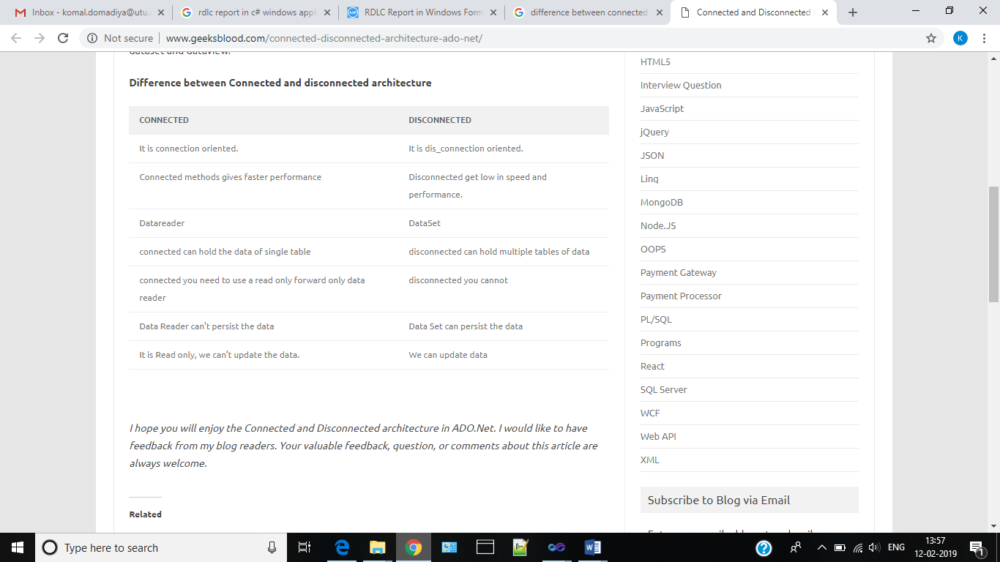 Inbox - komal.domadiya@utu.
rdlc report in c# windows appl
RDLC Report in Windows Form
difference between connected
Connected and Disconnected
Not secure | www.geeksblood.com/connected-disconnected-architecture-ado-net/
K
dataset and dataview.
Difference between Connected and disconnected architecture
CONNECTED DISCONNECTED
It is connection oriented. It is dis_connection oriented.
Connected methods gives faster performance Disconnected get low in speed and
performance.
Datareader DataSet
connected can hold the data of single table disconnected can hold multiple tables of data
connected you need to use a read only forward only data disconnected you cannot
reader
Data Reader can’t persist the data Data Set can persist the data
It is Read only, we can’t update the data. We can update data
I hope you will enjoy the Connected and Disconnected architecture in ADO.Net. I would like to have
feedback from my blog readers. Your valuable feedback, question, or comments about this article are
always welcome.
Related
HTML5
Interview Question
JavaScript
jQuery
JSON
Linq
MongoDB
Node.JS
OOPS
Payment Gateway
Payment Processor
PL/SQL
Programs
React
SQL Server
WCF
Web API
XML
Subscribe to Blog via Email
Type here to search
ENG
13:57
12-02-2019
1